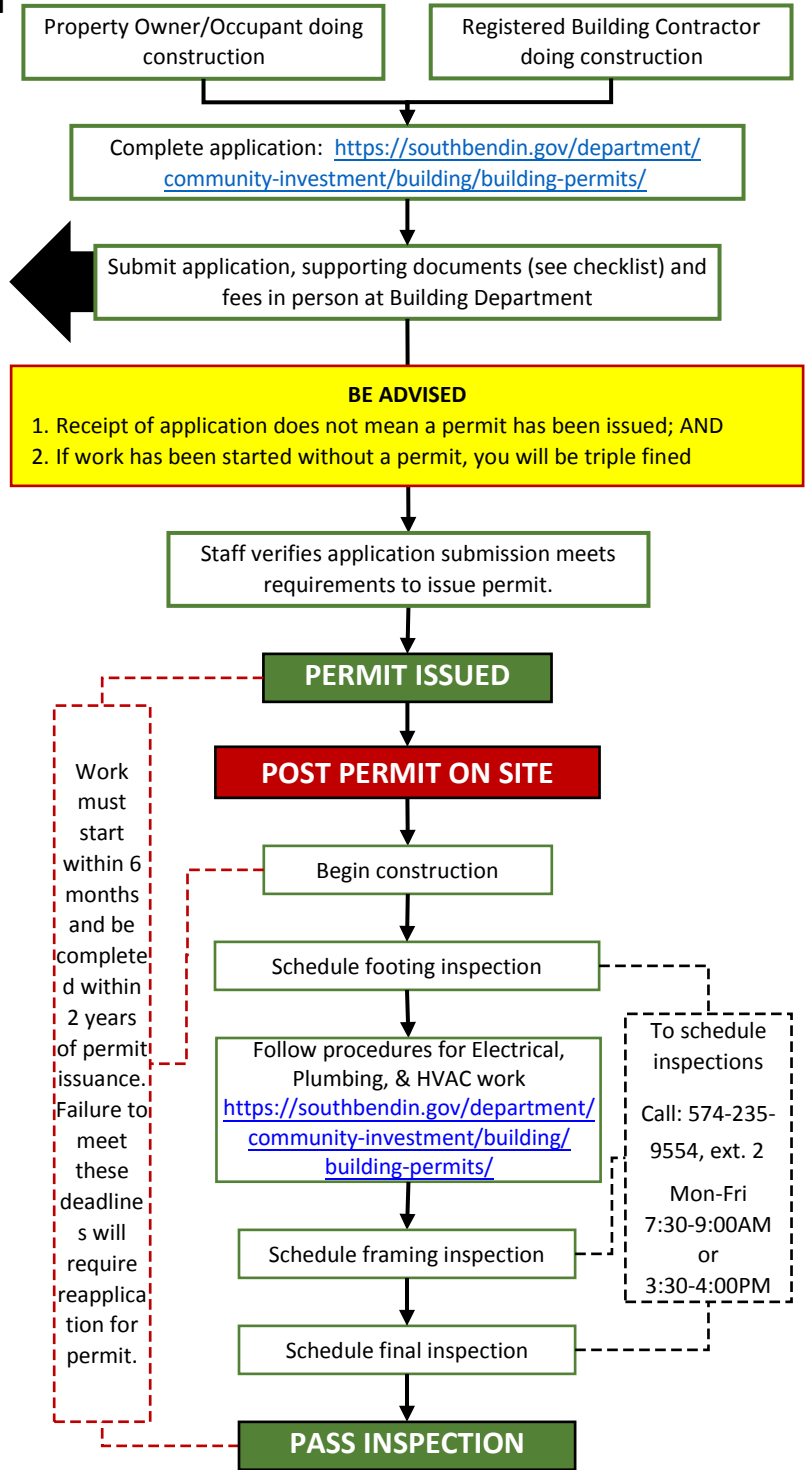 Property Owner/Occupant doing
construction
Registered Building Contractor
doing construction
Complete application: https://southbendin.gov/department/
community-investment/building/building-permits/
Submit application, supporting documents (see checklist) and
fees in person at Building Department
BE ADVISED
1. Receipt of application does not mean a permit has been issued; AND
2. If work has been started without a permit, you will be triple fined
Staff verifies application submission meets
requirements to issue permit.
PERMIT ISSUED
POST PERMIT ON SITE
Work
must
start
within 6
months
and be
complete
d within
2 years
of permit
issuance.
Failure to
meet
these
deadline
s will
require
reapplica
tion for
permit.
Begin construction
Schedule footing inspection
Follow procedures for Electrical,
Plumbing, & HVAC work
https://southbendin.gov/department/
community-investment/building/
building-permits/
To schedule
inspections
Call: 574-235-
9554, ext. 2
Mon-Fri
7:30-9:00AM
or
3:30-4:00PM
Schedule framing inspection
Schedule final inspection
PASS INSPECTION